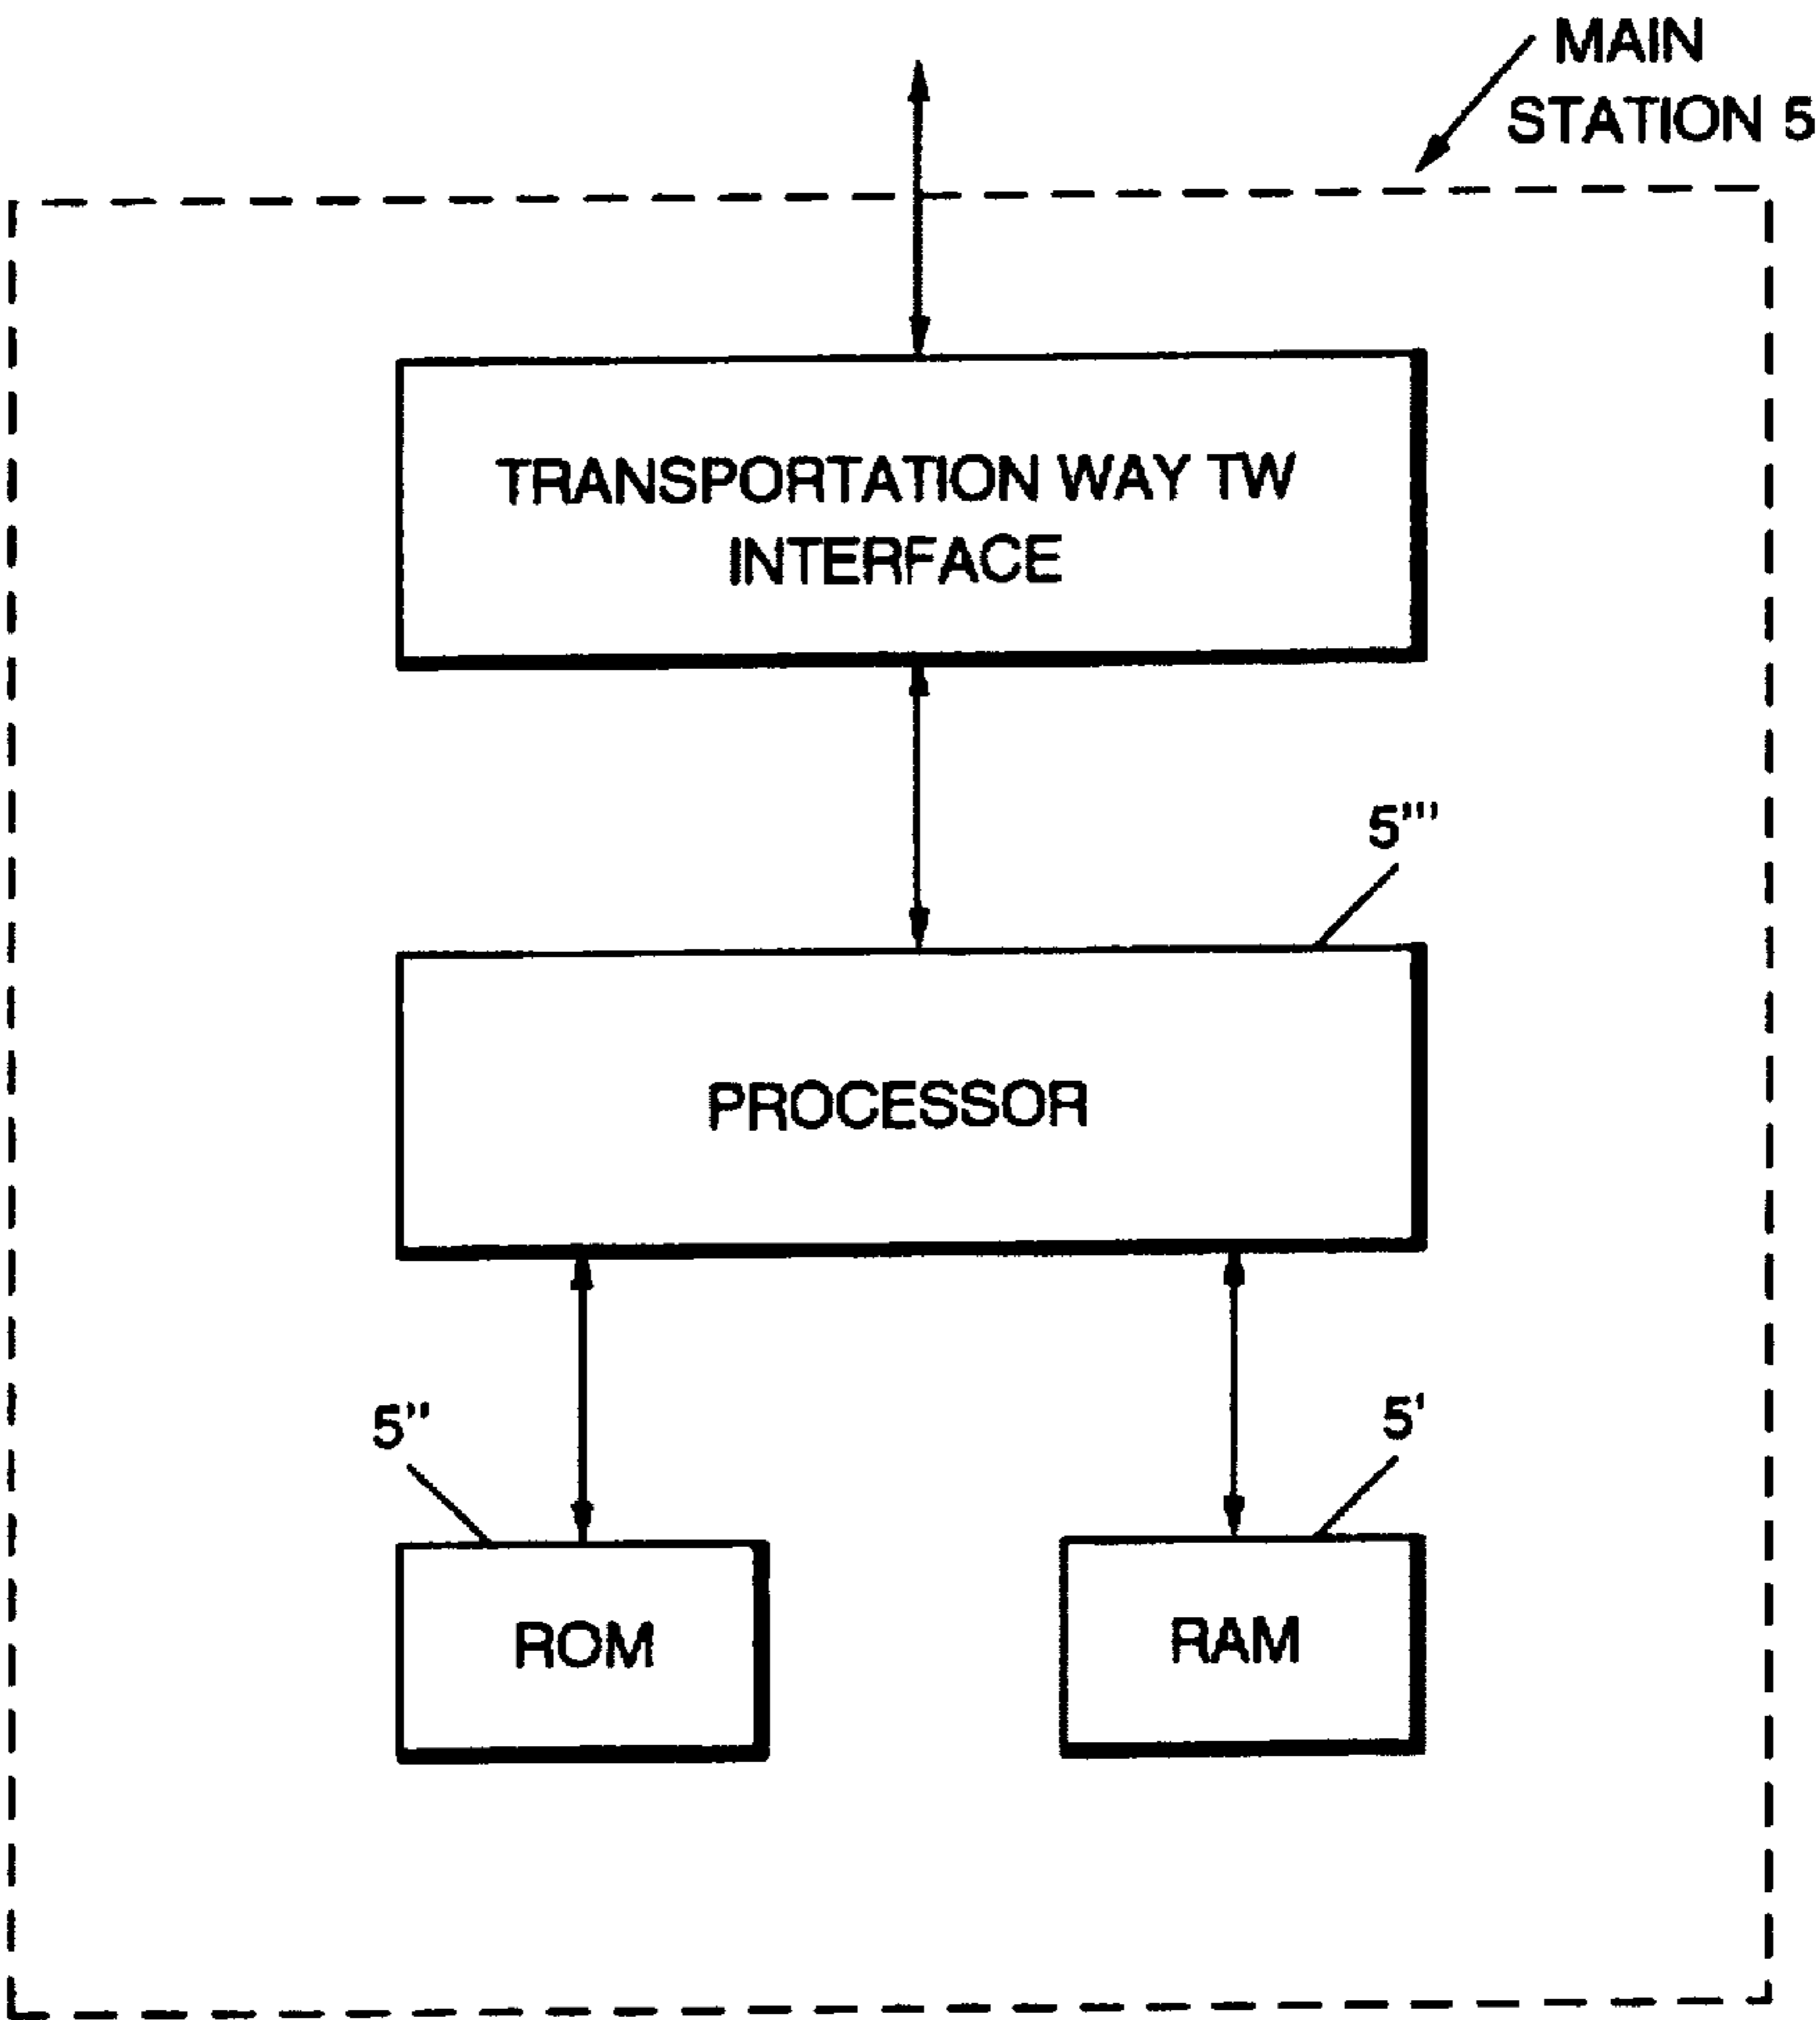 MAIN
STATION 5
TRANSPORTATION WAY TW
INTERFACE
5'''
PROCESSOR
5''
5'
ROM
RAM